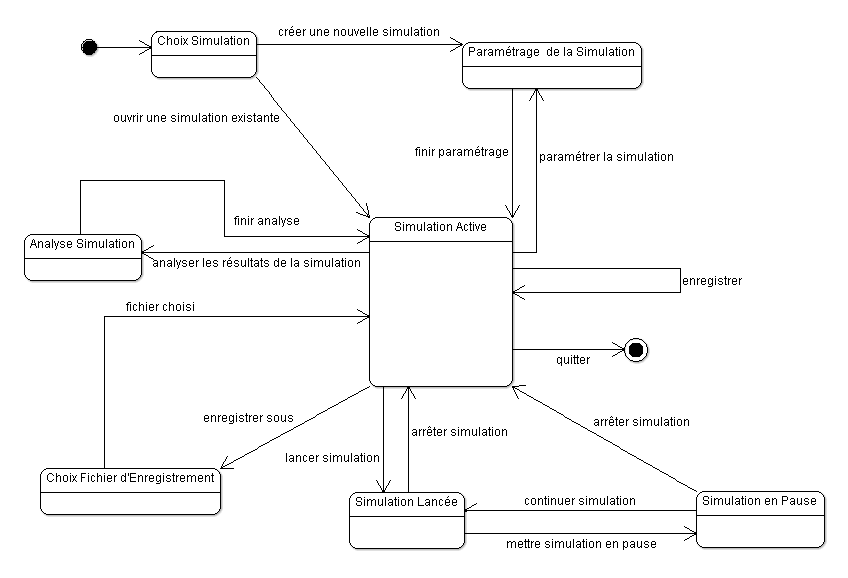 créer une nouvelle simulation
Choix Simulation
Paramétrage de la Simulation
ouvrir une simulation existante
finir paramétrage
paramétrer la simulation
finir analyse
Simulation Active
Analyse Simulation
analyser les résultats de la simulation
enregistrer
fichier choisi
quitter
enregistrer sous
arrêter simulation
arrêter simulation
lancer simulation
Choix Fichier d'Enregistrement
Simulation Lancée
continuer simulation
Simulation en Pause
mettre simulation en pause